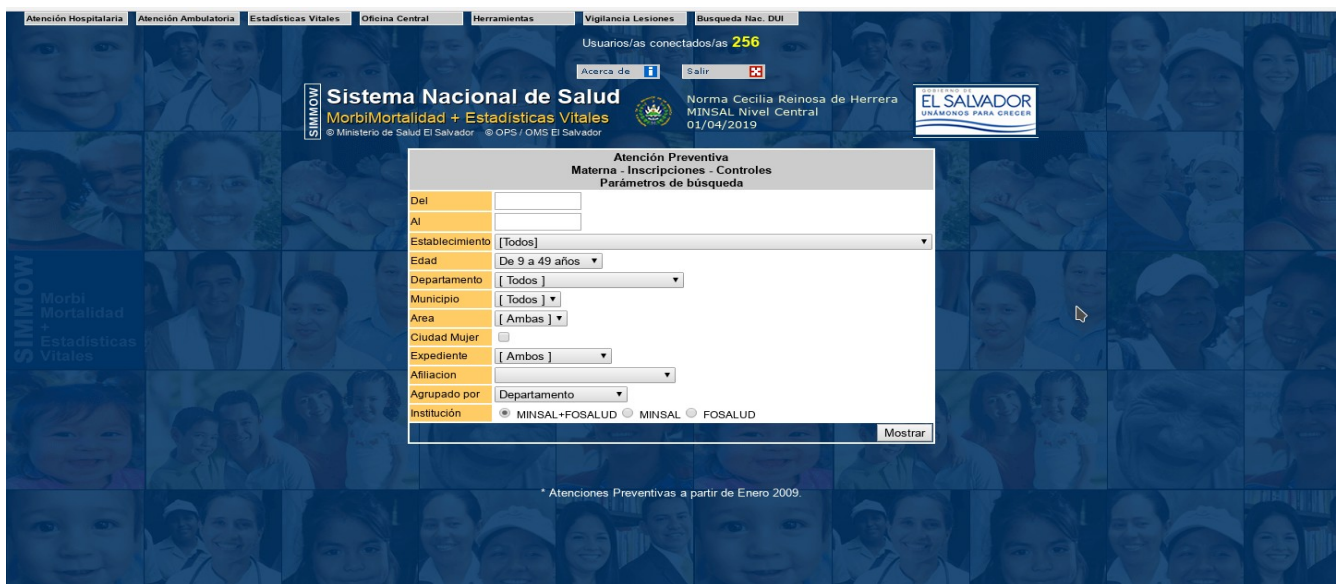 Atención Hospitalaria
Atención Ambulatoria
Estadísticas Vitales
Oficina Central
Herramientas
Vigilancia Lesiones
Busqueda Nac. DUI
Usuarios/as conectados/as 256
Acerca de
Salir
SIMMOW
Sistema Nacional de Salud
MorbiMortalidad + Estadísticas Vitales
© Ministerio de Salud El Salvador © OPS / OMS El Salvador
Norma Cecilia Reinosa de Herrera
MINSAL Nivel Central
01/04/2019
GOBIERNO DE
EL SALVADOR
UNÁMONOS PARA CRECER
Atención Preventiva
Materna - Inscripciones - Controles
Parámetros de búsqueda
Del
Al
Establecimiento [Todos]
Edad De 9 a 49 años
Departamento [ Todos ]
Municipio [ Todos ]
Area [ Ambas ]
Ciudad Mujer
Expediente [ Ambos ]
Afiliacion
Agrupado por Departamento
Institución MINSAL+FOSALUD MINSAL FOSALUD
Mostrar
SIMMOW
Morbi
Mortalidad
+
Estadísticas
Vitales
* Atenciones Preventivas a partir de Enero 2009.